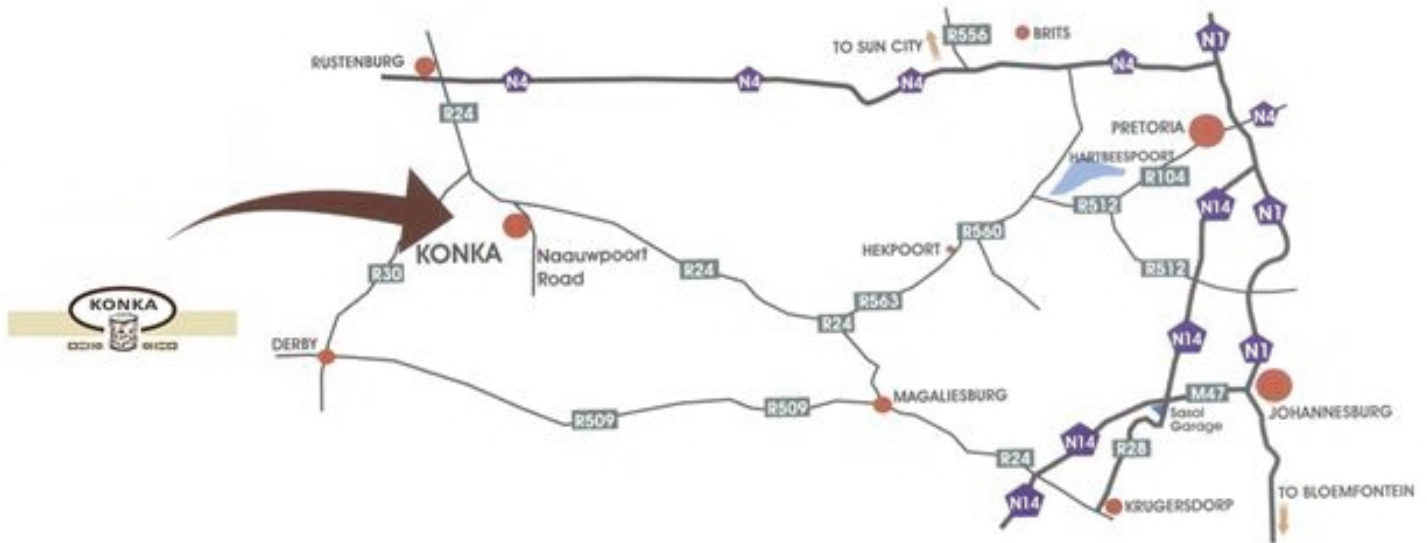 R556
BRITS
N1
TO SUN CITY
RUSTENBURG
N4
N4
N4
N4
R24
N4
PRETORIA
HARTBEESPOORT
R104
R512
N14
N1
R560
HEKPOORT
KONKA
Naauwpoort
Road
R24
R30
R512
R563
KONKA
R24
N14
N1
DERBY
M47
MAGALIESBURG
R509
R509
JOHANNESBURG
Sasol
Garage
N14
R28
R24
TO BLOEMFONTEIN
N14
KRUGERSDORP